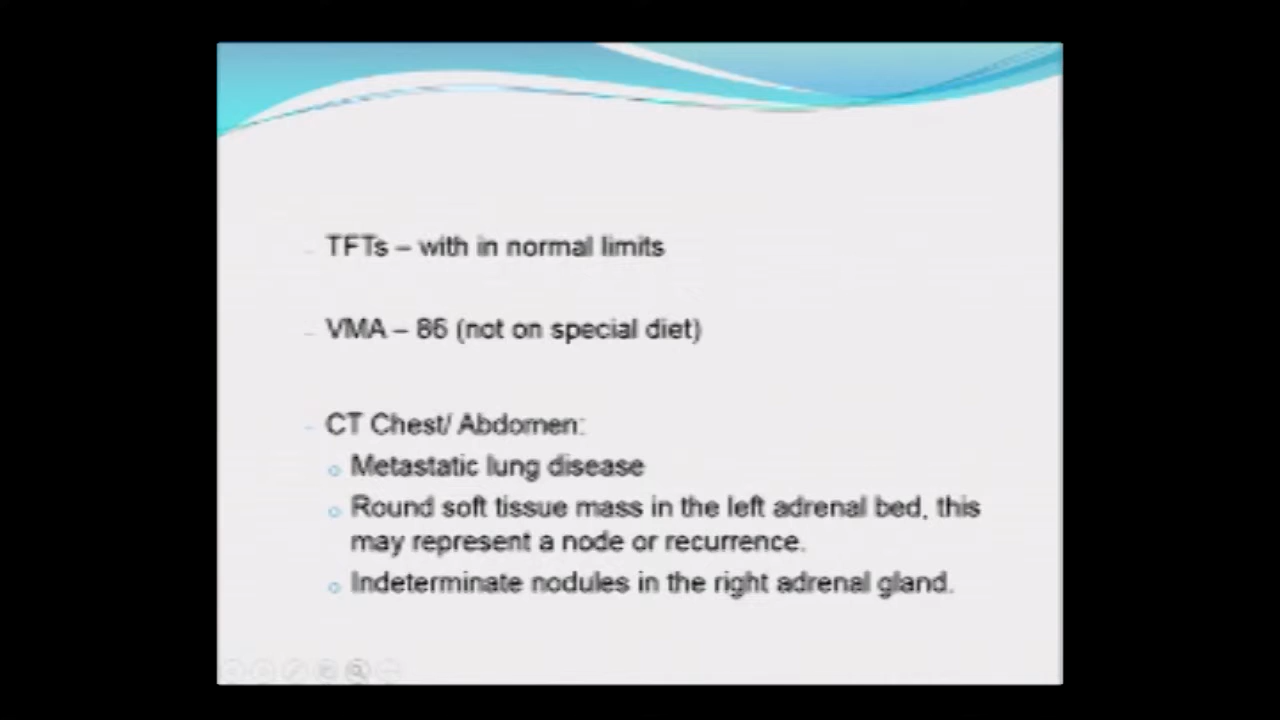 TFTs – with in normal limits
VMA – 86 (not on special diet)
CT Chest/ Abdomen:
Metastatic lung disease
Round soft tissue mass in the left adrenal bed, this
may represent a node or recurrence.
Indeterminate nodules in the right adrenal gland.